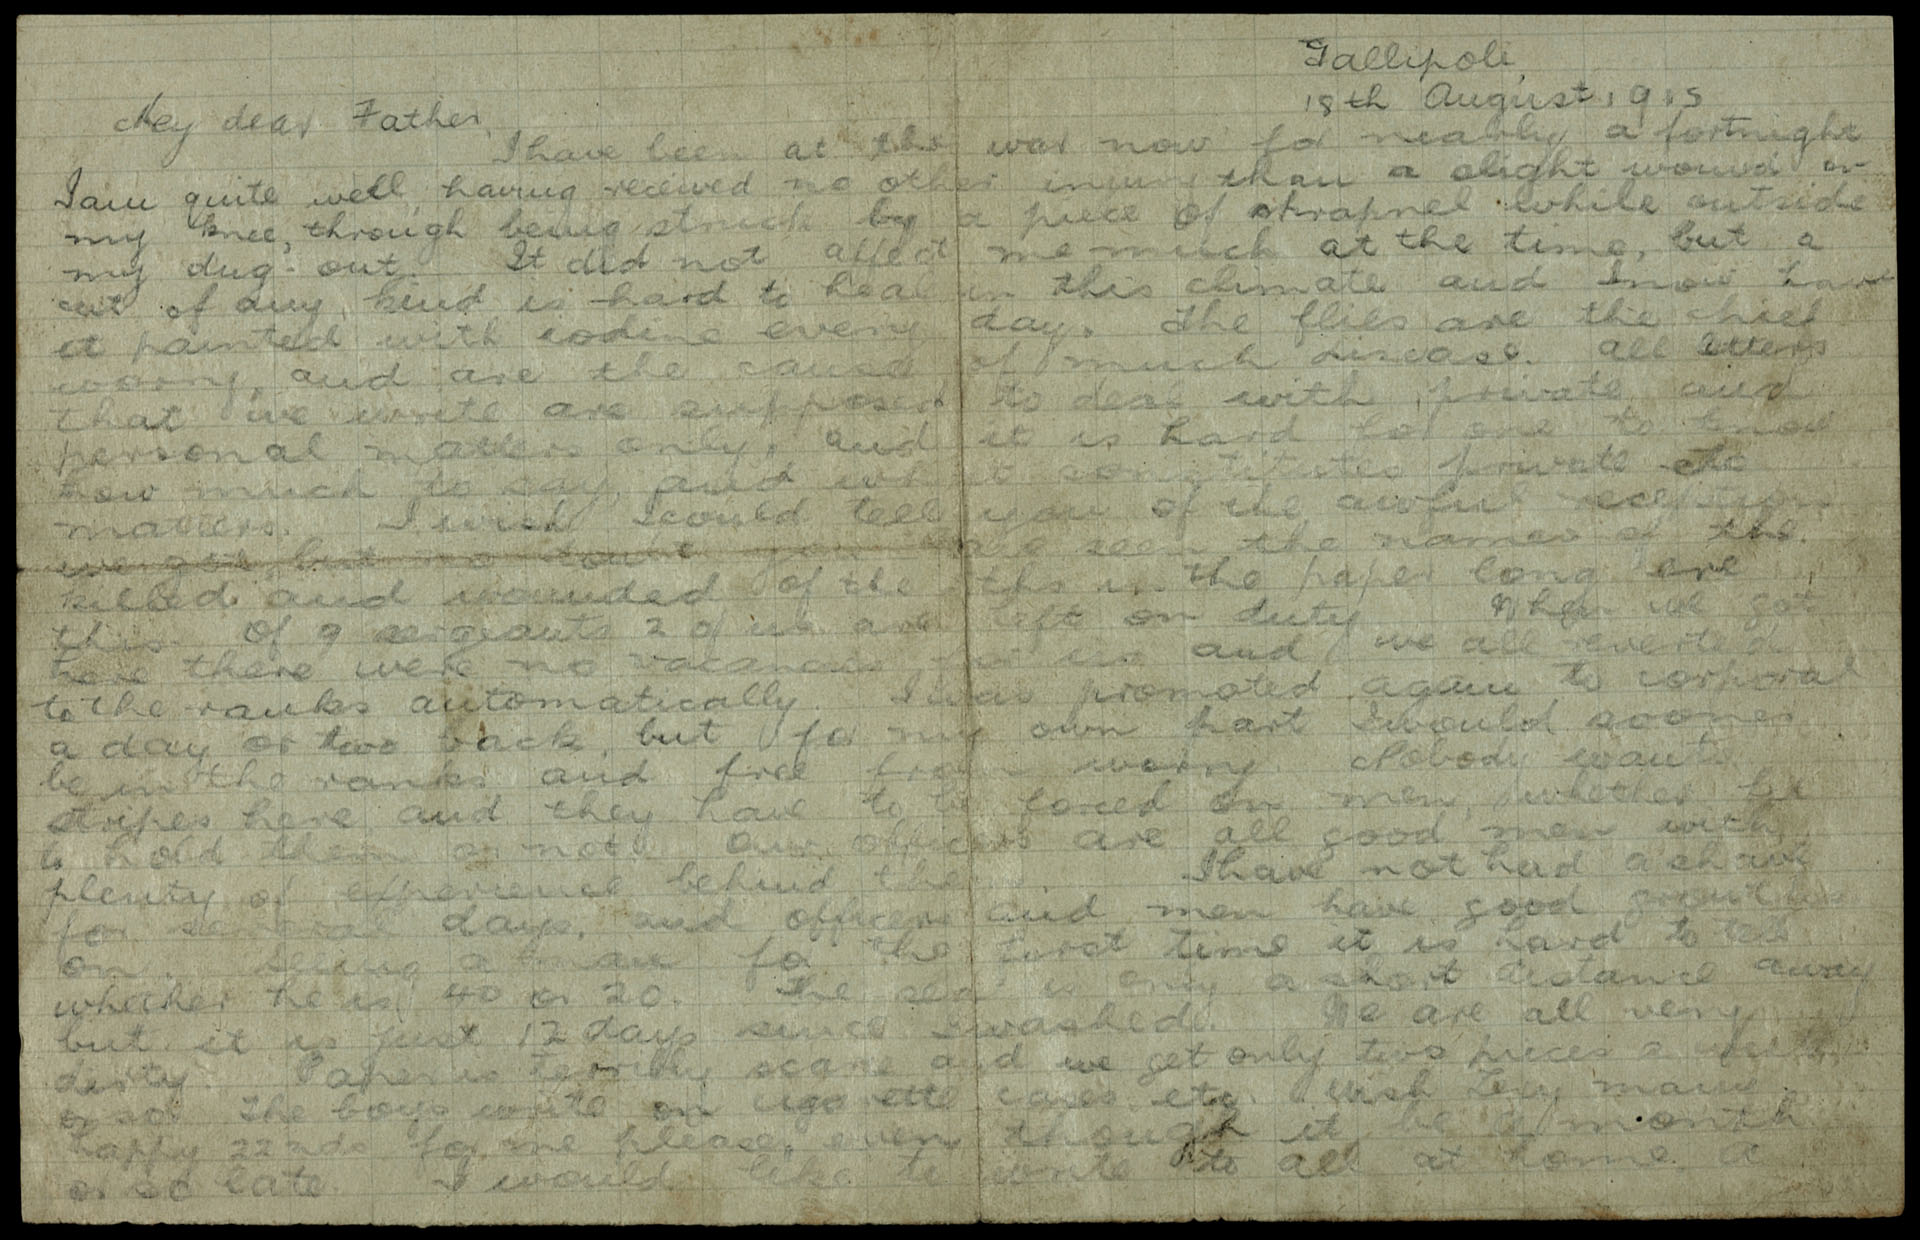 Gallipoli,
18th August, 1915
My dear Father,
I have been at the war now for nearly a fortnight
I am quite well, having received no other injury than a slight wound on
my knee, through being struck by a piece of shrapnel while outside
my dug-out. It did not affect me much at the time, but a
cut of any kind is hard to heal in this climate and I now have
it painted with iodine every day. The flies are the chief
worry, and are the cause of much disease. All letters
that we write are supposed to deal with private and
personal matters only, and it is hard for one to know
how much to say, and what constitutes private
matters. I wish I could tell you of the awful reception
we got, but no doubt you have seen the names of the
killed and wounded of the in the paper long ere
this. Of 9 sergeants 2 of us are left on duty When we got
here there were no vacancies for us and we all reverted
to the ranks automatically. I was promoted again to corporal
a day or two back, but for my own part I would sooner
be in the ranks and free from worry. Nobody wants
stripes here and they have to be forced on men, whether fit
to hold them or not. Our officers are all good men with
plenty of experience behind them. I have not had a shave
for several days, and officers and men have good growths
on. Seeing a man for the first time it is hard to tell
whether he is 40 or 20. The sea is only a short distance away
but it is just 12 days since I washed. We are all very
dirty. Paper is terribly scarce and we get only two pieces a week
or so. The boys write on cigarette cases etc. Wish many
happy 22nds for me please, even though it be a month
or so late. I would like to write to all at home. A